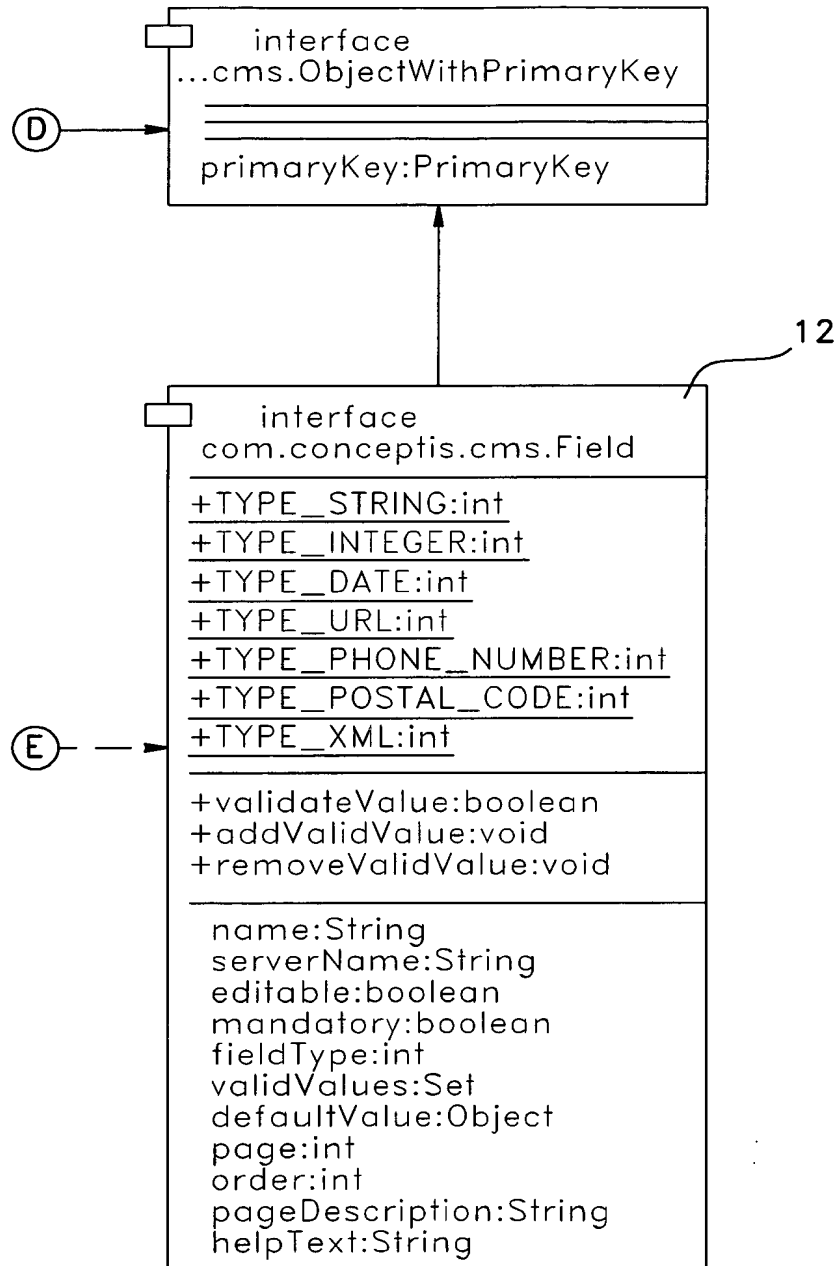 interface
...cms.ObjectWithPrimaryKey
D
primaryKey:PrimaryKey
12
interface
com.conceptis.cms.Field
+TYPE_STRING:int
+TYPE_INTEGER:int
+TYPE_DATE:int
+TYPE_URL:int
+TYPE_PHONE_NUMBER:int
+TYPE_POSTAL_CODE:int
E
+TYPE_XML:int
+validateValue:boolean
+addValidValue:void
+removeValidValue:void
name:String
serverName:String
editable:boolean
mandatory:boolean
fieldType:int
validValues:Set
defaultValue:Object
page:int
order:int
pageDescription:String
helpText:String